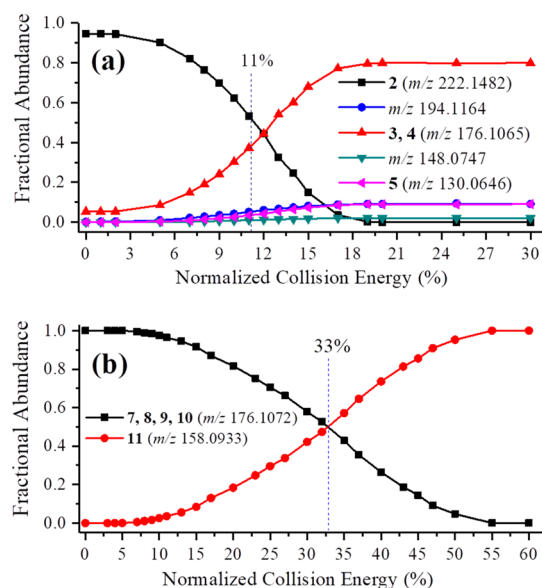 1.0
0.8
0.6
0.4
0.2
0.0
Fractional Abundance
(a)
11%
2 (m/z 222.1482)
m/z 194.1164
3, 4 (m/z 176.1065)
m/z 148.0747
5 (m/z 130.0646)
0 3 6 9 12 15 18 21 24 27 30
Normalized Collision Energy (%)
1.0
0.8
0.6
0.4
0.2
0.0
Fractional Abundance
(b)
33%
7, 8, 9, 10 (m/z 176.1072)
11 (m/z 158.0933)
0 5 10 15 20 25 30 35 40 45 50 55 60
Normalized Collision Energy (%)